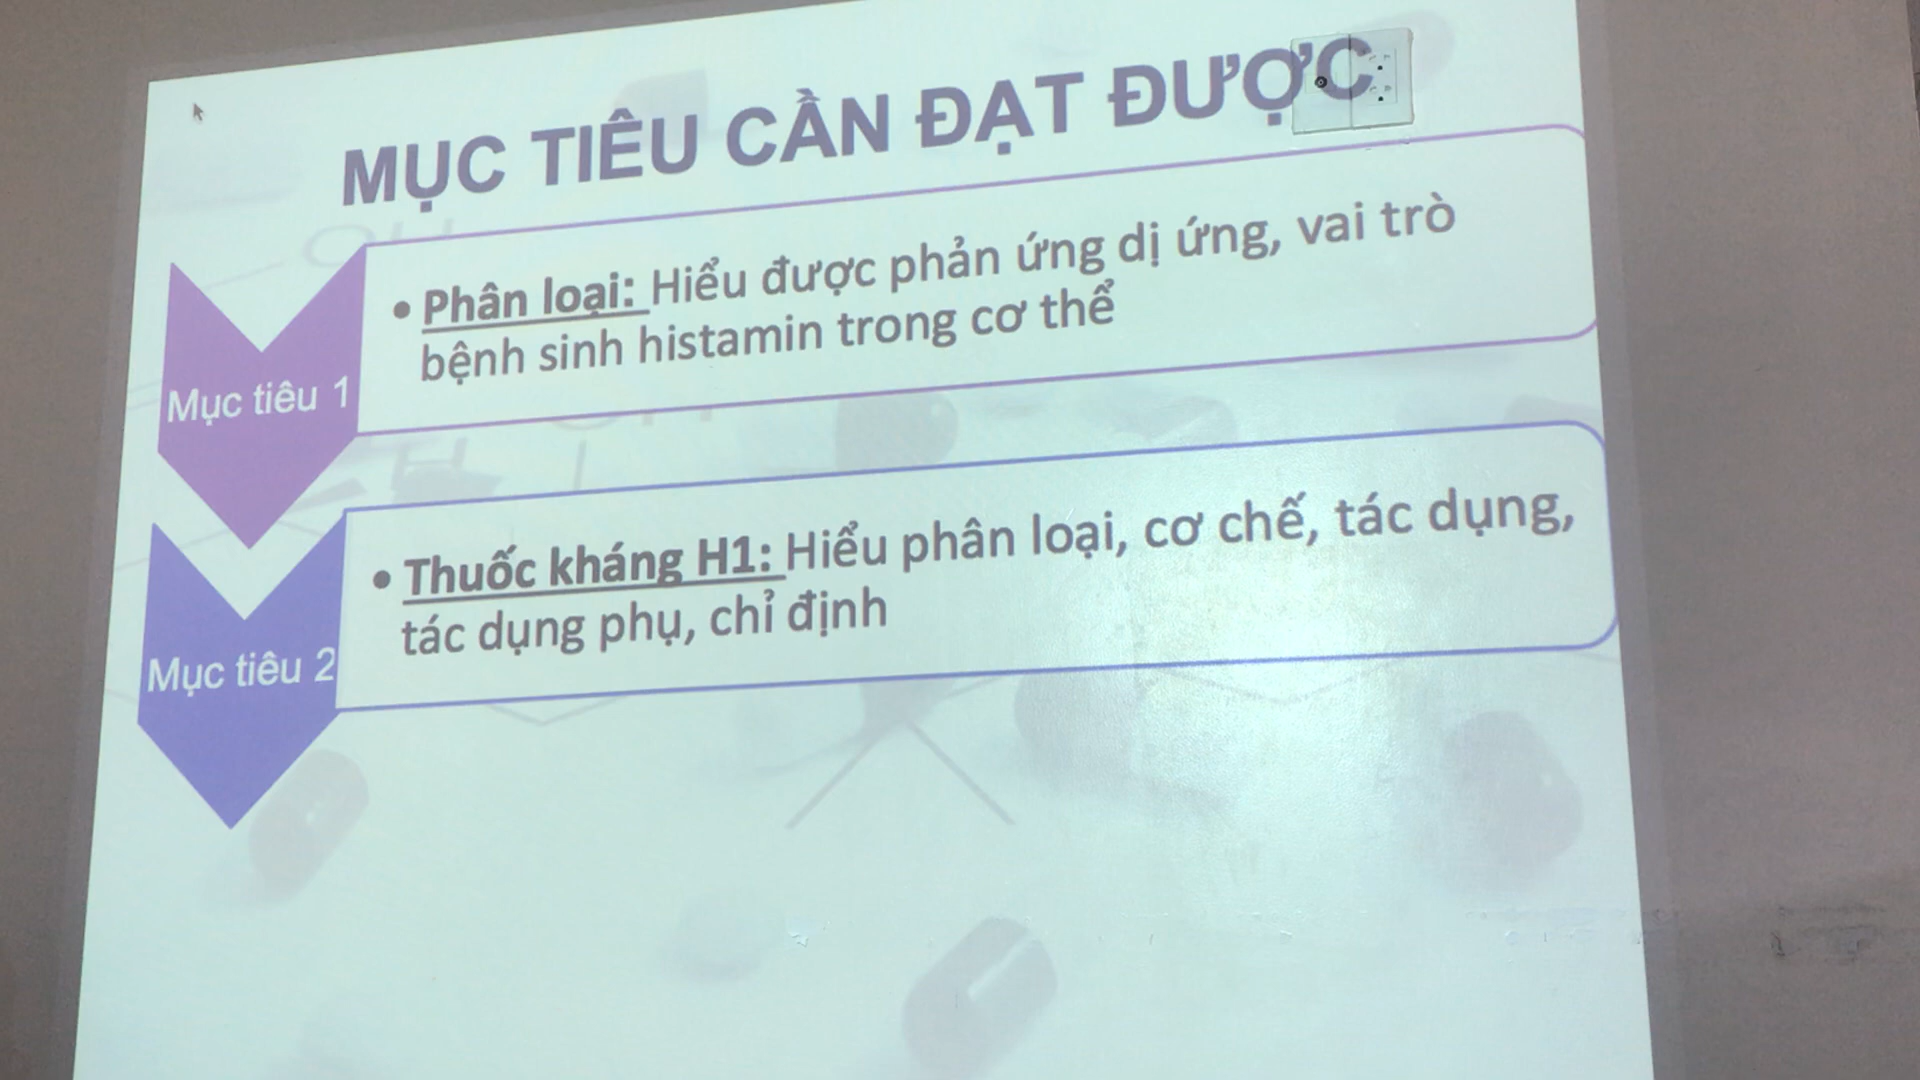 MỤC TIÊU CẦN ĐẠT ĐƯỢC
Mục tiêu 1
• Phân loại: Hiểu được phản ứng dị ứng, vai trò
bệnh sinh histamin trong cơ thể
Mục tiêu 2
• Thuốc kháng H1: Hiểu phân loại, cơ chế, tác dụng,
tác dụng phụ, chỉ định